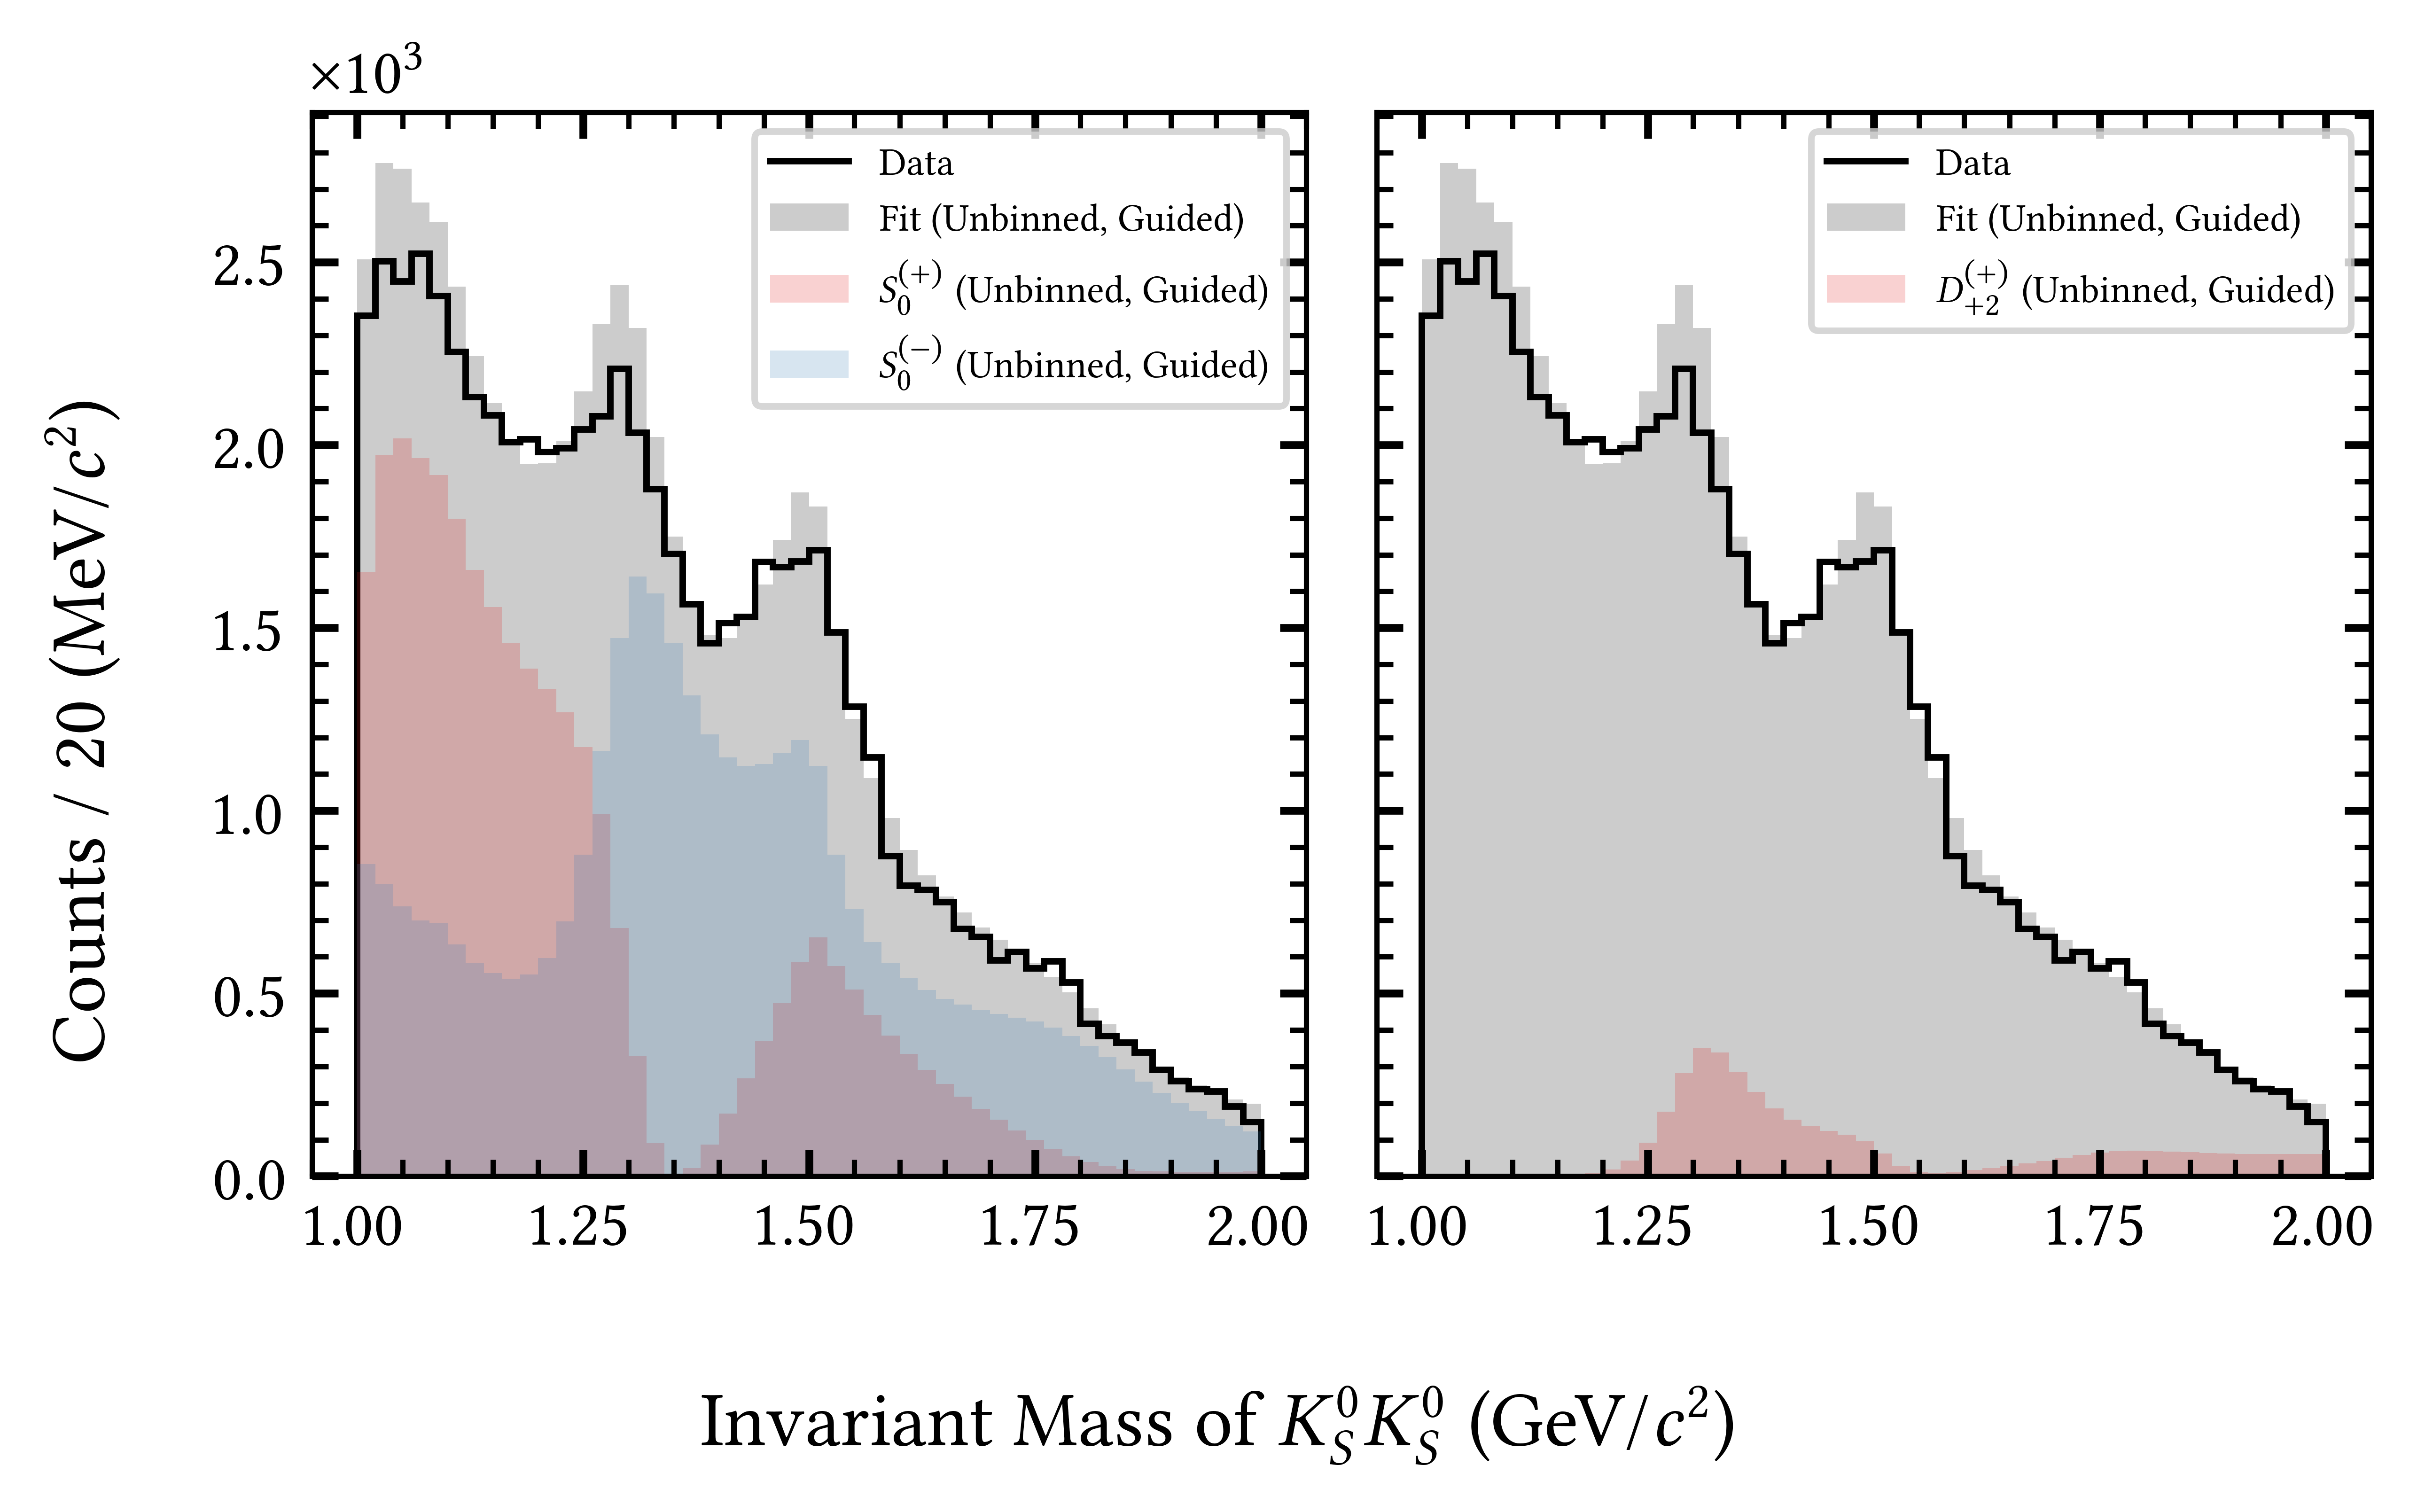 ×10³
Counts / 20 (MeV/c²)
2.5
2.0
1.5
1.0
0.5
0.0
Data
Fit (Unbinned, Guided)
S₀⁽⁺⁾ (Unbinned, Guided)
S₀⁽⁻⁾ (Unbinned, Guided)
1.00 1.25 1.50 1.75 2.00
Data
Fit (Unbinned, Guided)
D₊₂⁽⁺⁾ (Unbinned, Guided)
1.00 1.25 1.50 1.75 2.00
Invariant Mass of K_S⁰K_S⁰ (GeV/c²)